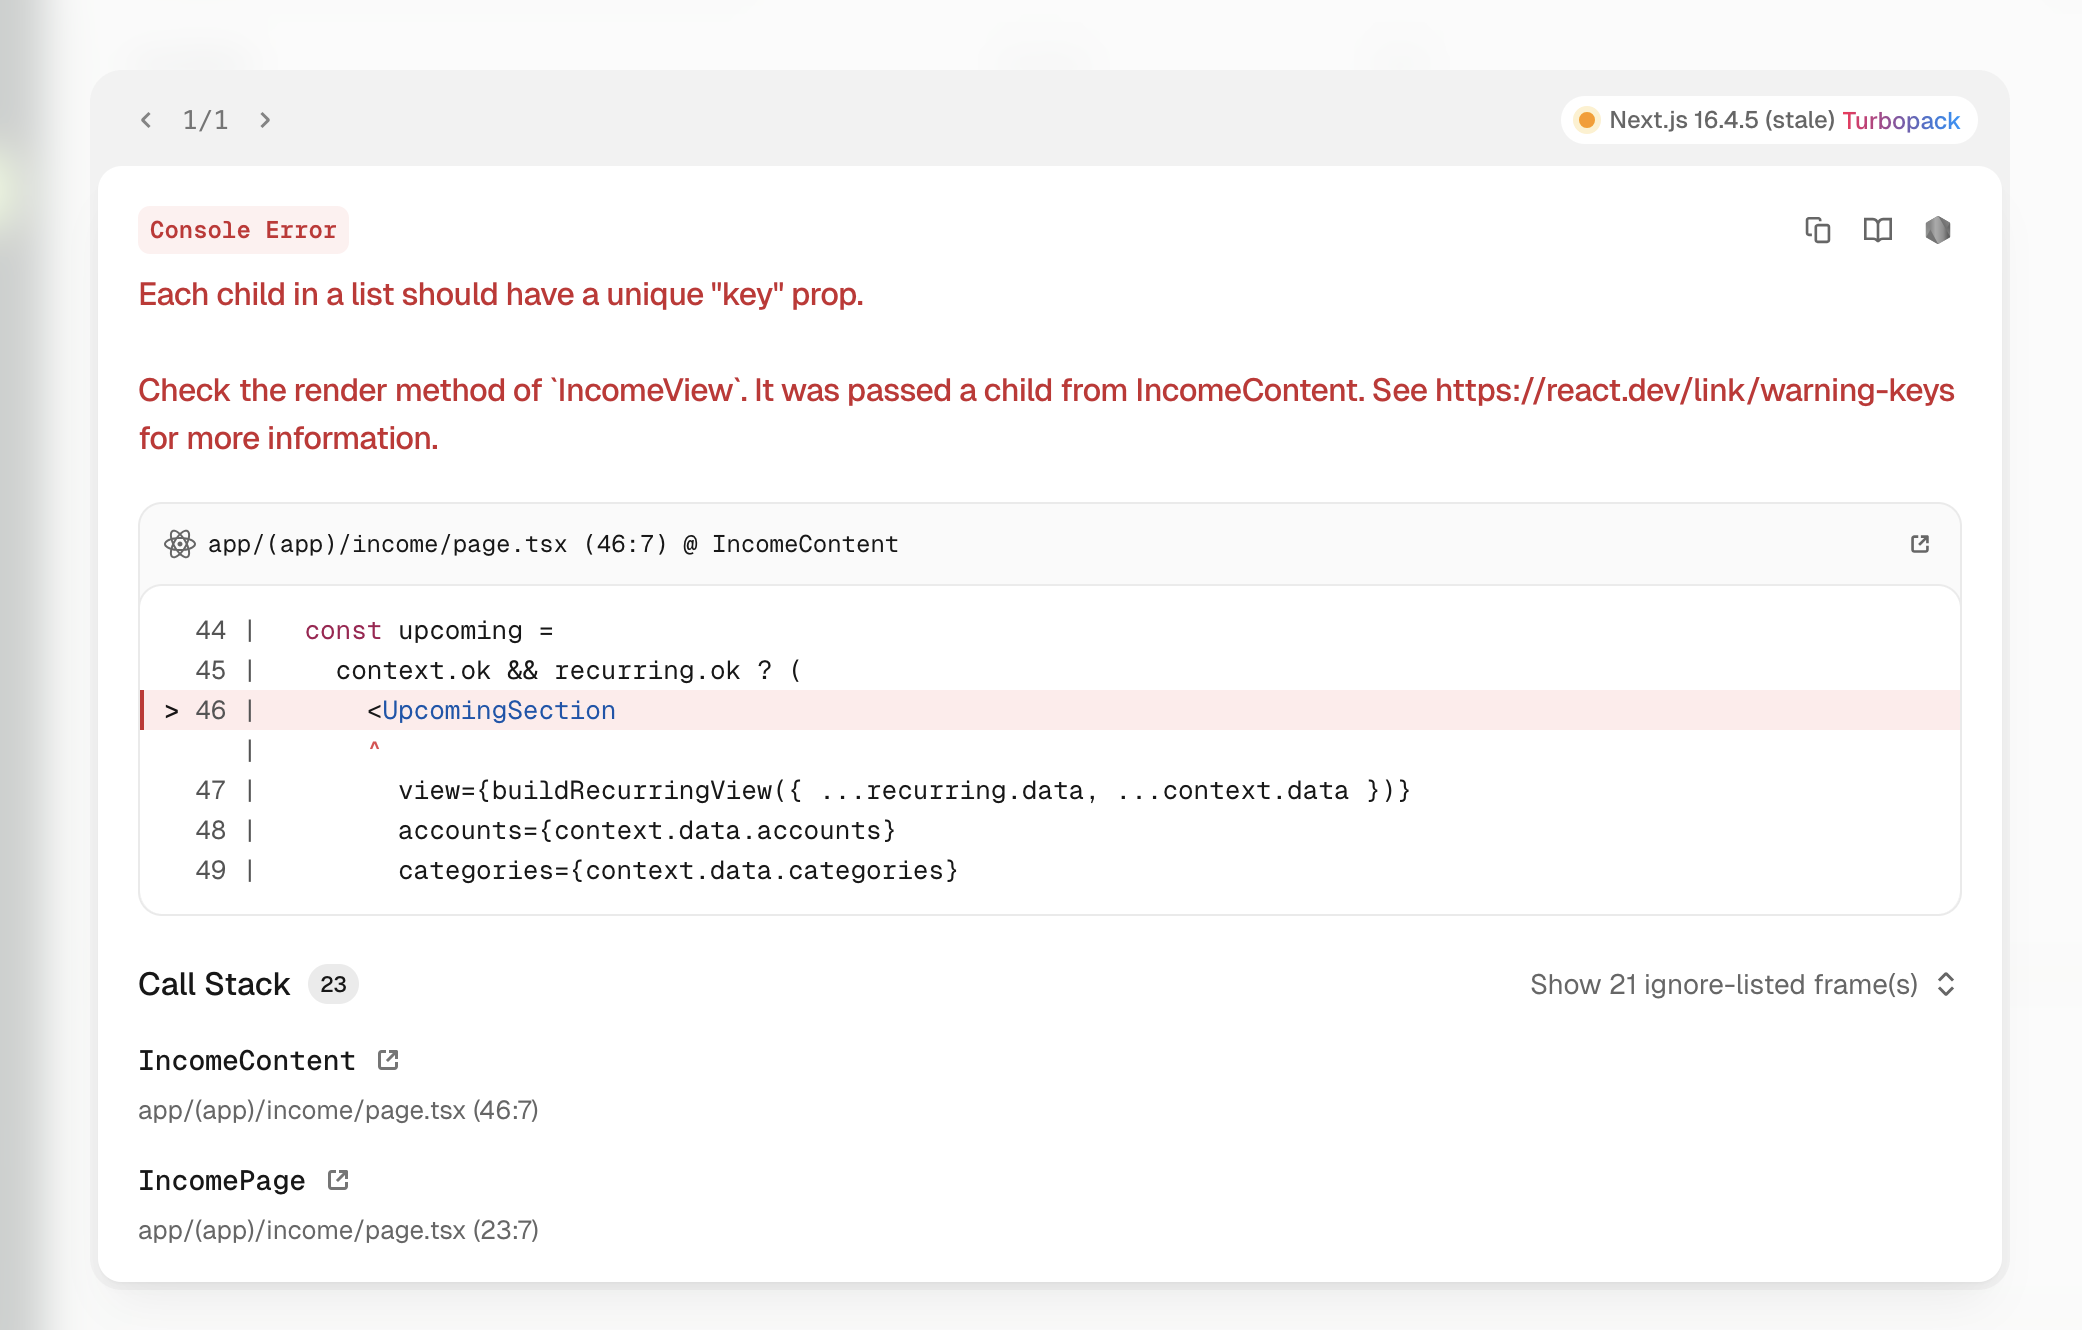 1/1
Next.js 16.4.5 (stale) Turbopack
Console Error
Each child in a list should have a unique "key" prop.
Check the render method of `IncomeView`. It was passed a child from IncomeContent. See https://react.dev/link/warning-keys
for more information.
app/(app)/income/page.tsx (46:7) @ IncomeContent
44 |   const upcoming =
45 |     context.ok && recurring.ok ? (
> 46 |       <UpcomingSection
|       ^
47 |         view={buildRecurringView({ ...recurring.data, ...context.data })}
48 |         accounts={context.data.accounts}
49 |         categories={context.data.categories}
Call Stack 23
Show 21 ignore-listed frame(s)
IncomeContent
app/(app)/income/page.tsx (46:7)
IncomePage
app/(app)/income/page.tsx (23:7)